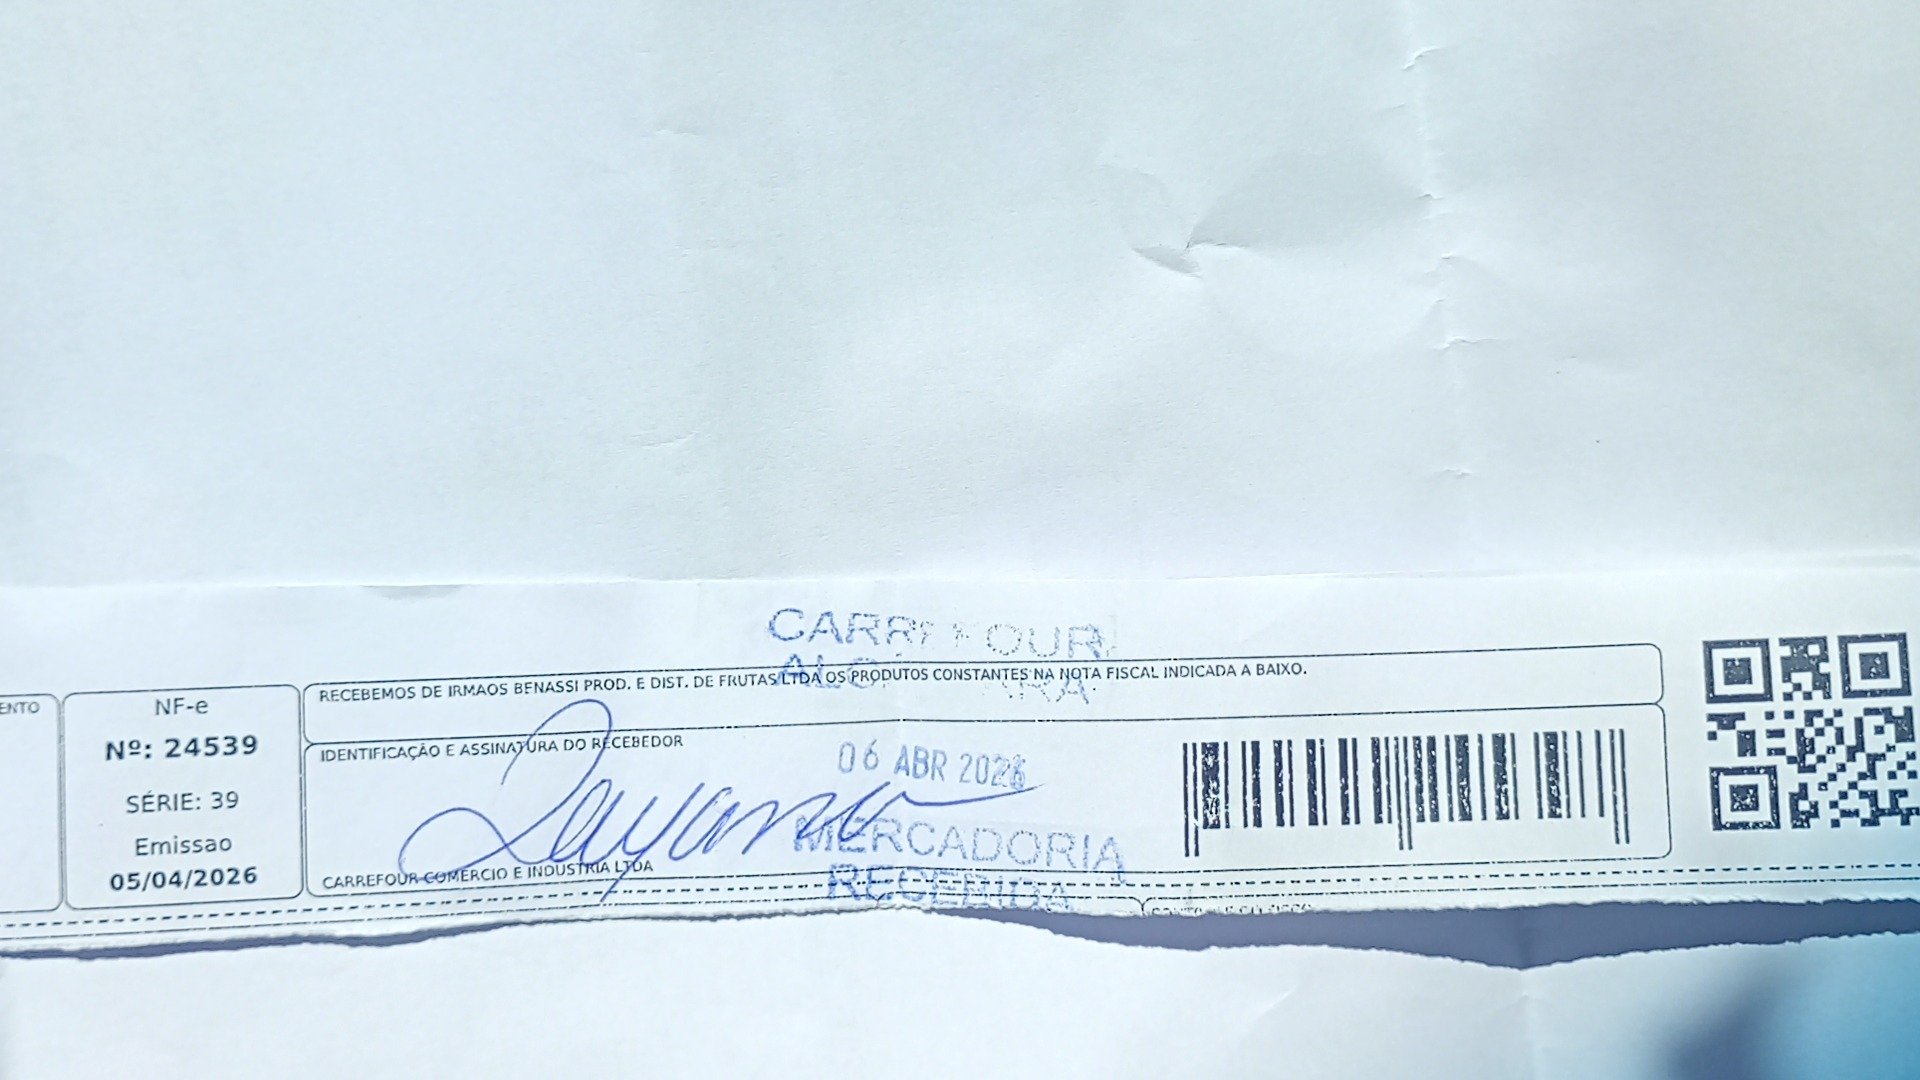 CARREFOUR
RECEBEMOS DE IRMAOS BENASSI PROD. E DIST. DE FRUTAS LTDA OS PRODUTOS CONSTANTES NA NOTA FISCAL INDICADA A BAIXO.
ENTO
NF-e
Nº: 24539
SÉRIE: 39
Emissao
05/04/2026
IDENTIFICAÇÃO E ASSINATURA DO RECEBEDOR
06 ABR 2026
MERCADORIA
RECEBIDA
CARREFOUR COMERCIO E INDUSTRIA LTDA